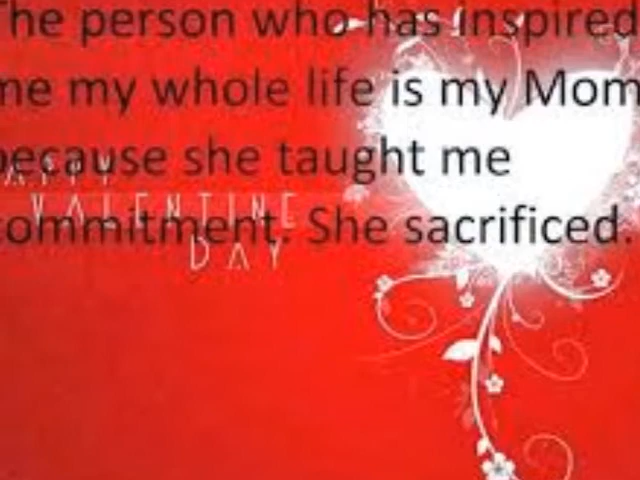 The person who has inspired
me my whole life is my Mom
because she taught me
commitment. She sacrificed.
HAPPY
VALENTINE
DAY